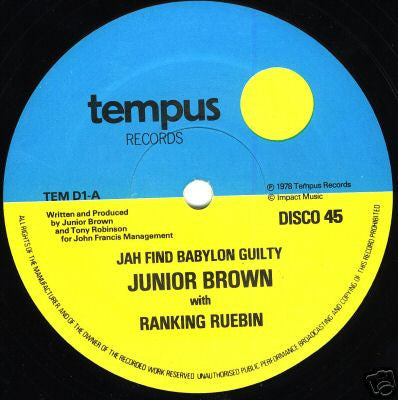 tempus
RECORDS
TEM D1-A
Written and Produced
by Junior Brown
and Tony Robinson
for John Francis Management
℗ 1978 Tempus Records
© Impact Music
DISCO 45
JAH FIND BABYLON GUILTY
JUNIOR BROWN
with
RANKING RUEBIN
ALL RIGHTS OF THE MANUFACTURER AND OF THE OWNER OF THE RECORDED WORK RESERVED UNAUTHORISED PUBLIC PERFORMANCE BROADCASTING AND COPYING OF THIS RECORD PROHIBITED